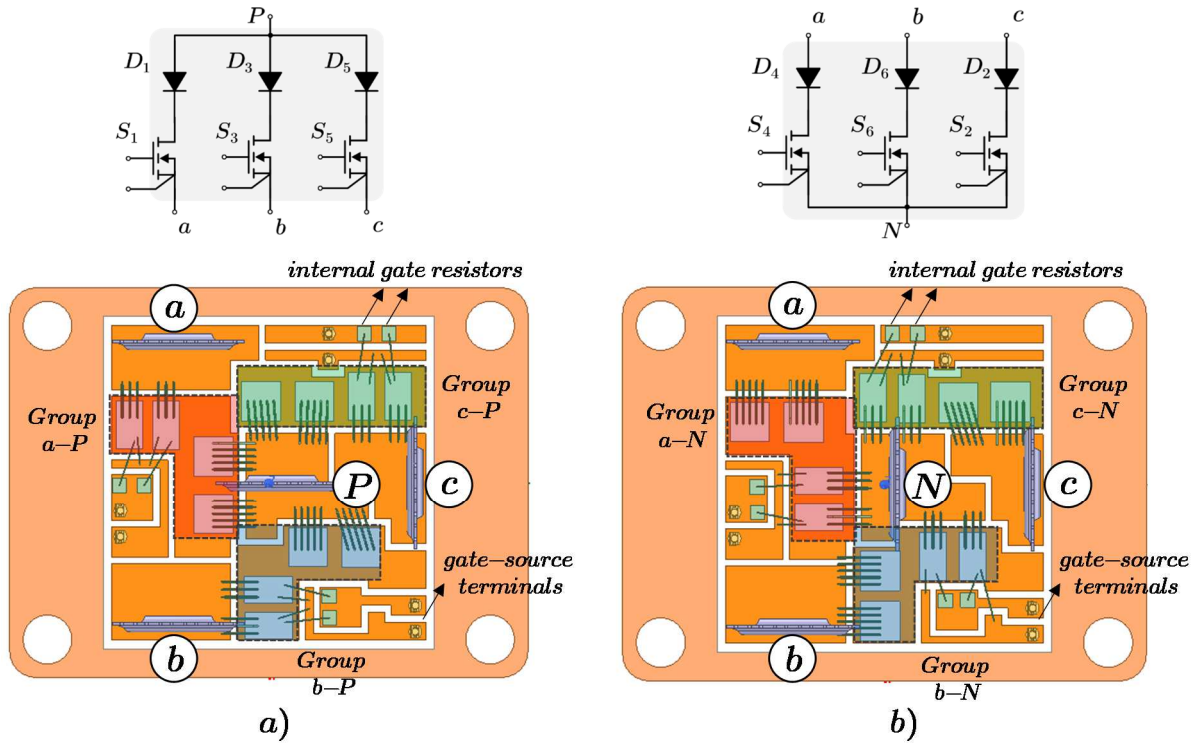 P
D1
D3
D5
S1
S3
S5
a
b
c
a
b
c
D4
D6
D2
S4
S6
S2
N
internal gate resistors
a
Group
a–P
Group
c–P
P
c
gate–source
terminals
b
Group
b–P
a)
internal gate resistors
a
Group
a–N
Group
c–N
N
c
gate–source
terminals
b
Group
b–N
b)